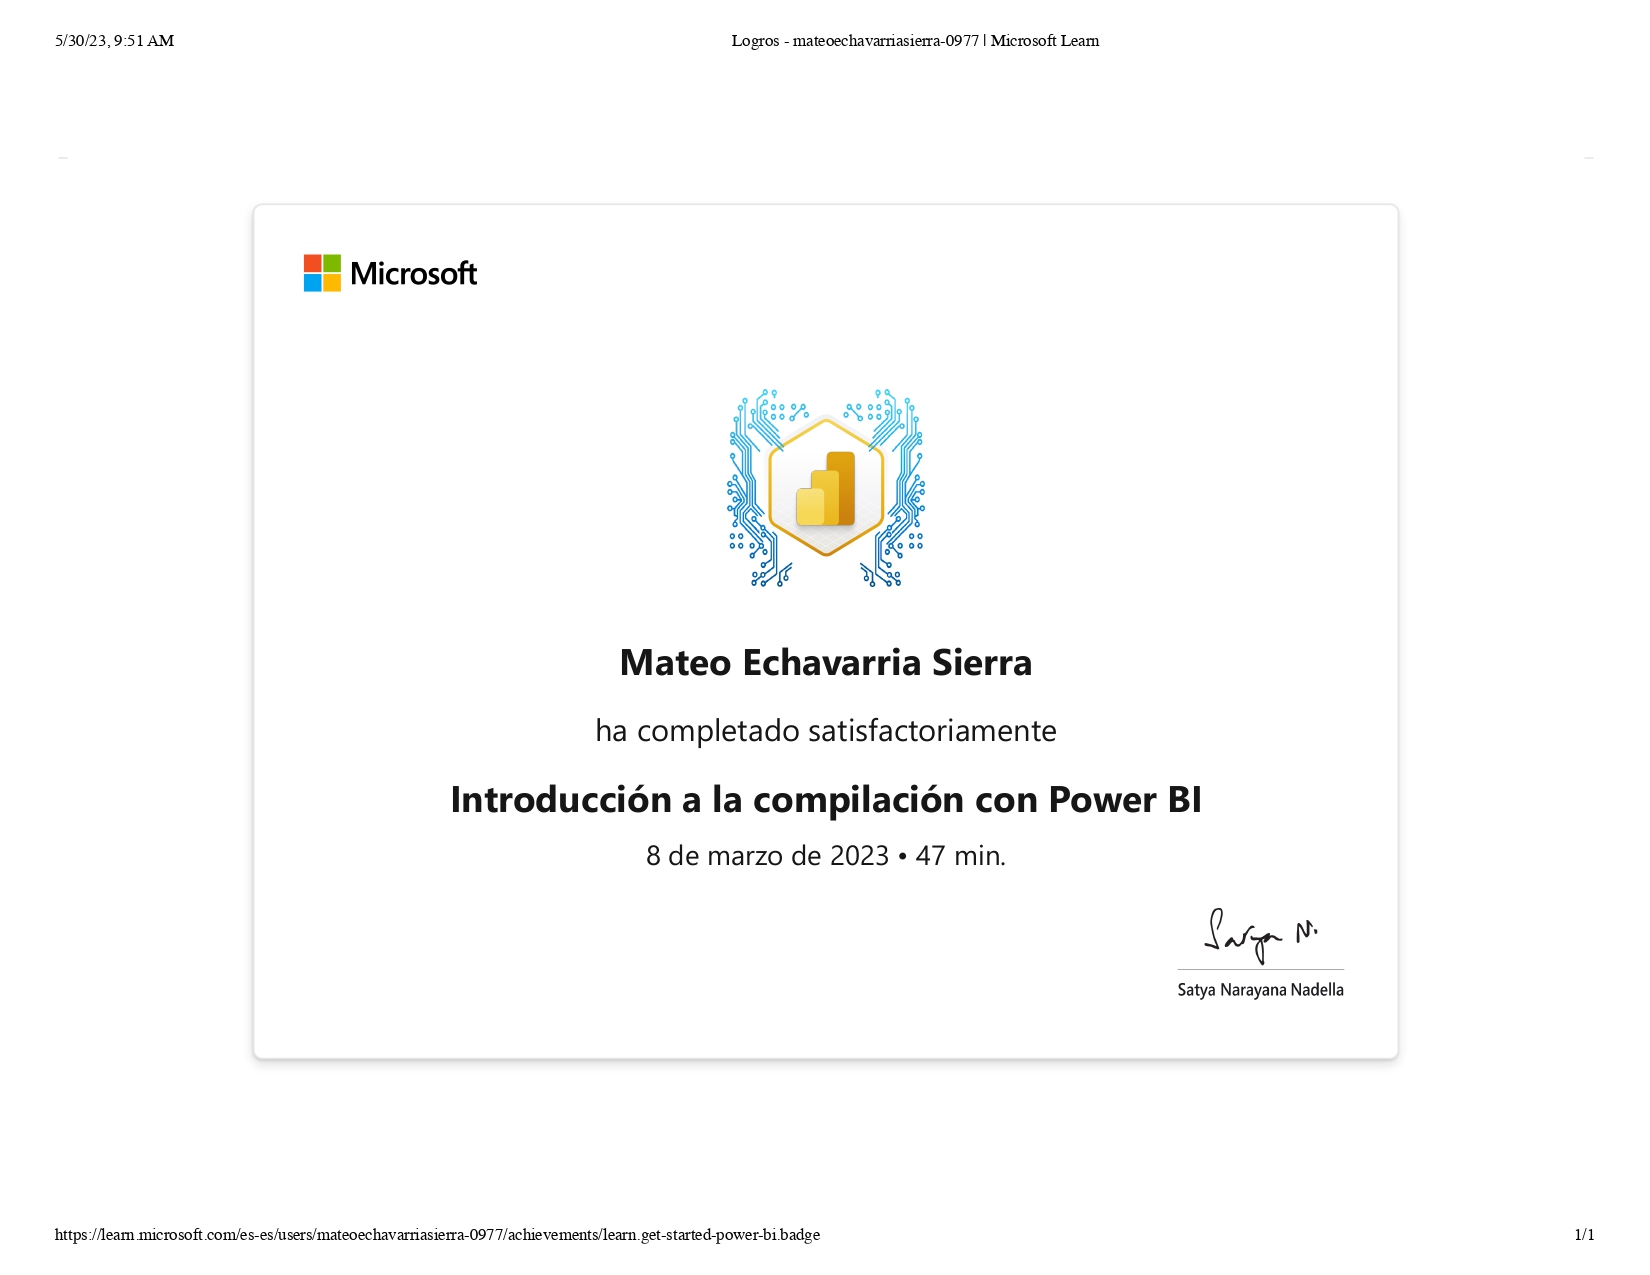 5/30/23, 9:51 AM
Logros - mateoechavarriasierra-0977 | Microsoft Learn
Microsoft
Mateo Echavarria Sierra
ha completado satisfactoriamente
Introducción a la compilación con Power BI
8 de marzo de 2023 • 47 min.
Satya N.
Satya Narayana Nadella
https://learn.microsoft.com/es-es/users/mateoechavarriasierra-0977/achievements/learn.get-started-power-bi.badge
1/1